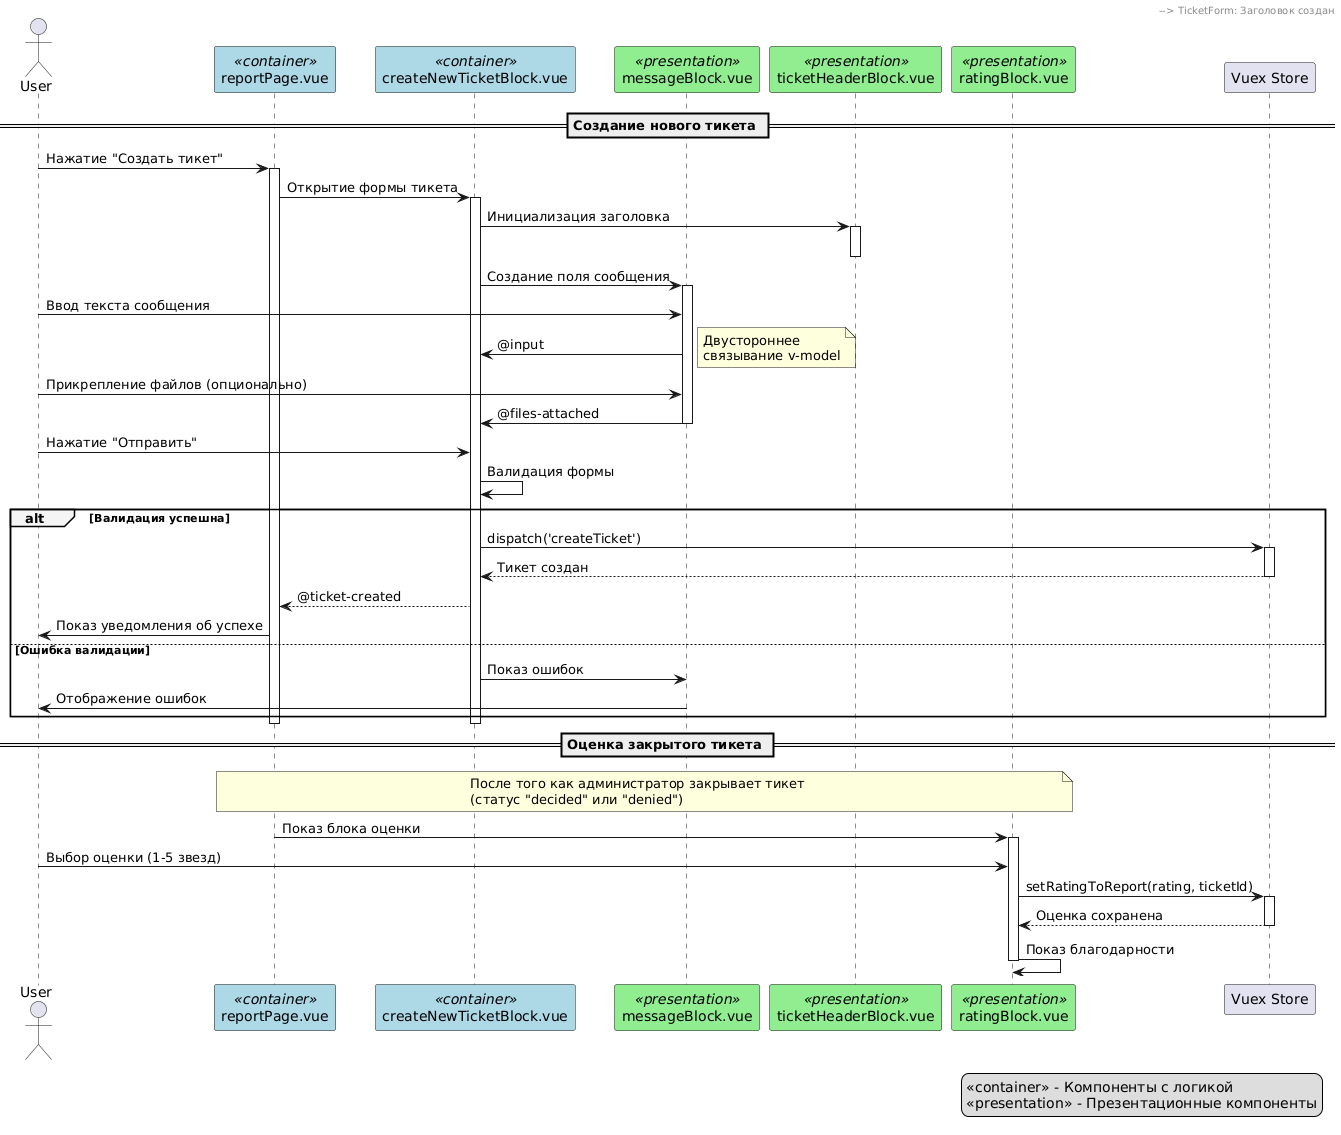 --> TicketForm: Заголовок создан
User
«container»
reportPage.vue
«container»
createNewTicketBlock.vue
«presentation»
messageBlock.vue
«presentation»
ticketHeaderBlock.vue
«presentation»
ratingBlock.vue
Vuex Store
Создание нового тикета
Нажатие "Создать тикет"
Открытие формы тикета
Инициализация заголовка
Создание поля сообщения
Ввод текста сообщения
Двустороннее
связывание v-model
@input
Прикрепление файлов (опционально)
@files-attached
Нажатие "Отправить"
Валидация формы
alt
[Валидация успешна]
dispatch('createTicket')
Тикет создан
@ticket-created
Показ уведомления об успехе
[Ошибка валидации]
Показ ошибок
Отображение ошибок
Оценка закрытого тикета
После того как администратор закрывает тикет
(статус "decided" или "denied")
Показ блока оценки
Выбор оценки (1-5 звезд)
setRatingToReport(rating, ticketId)
Оценка сохранена
Показ благодарности
User
«container»
reportPage.vue
«container»
createNewTicketBlock.vue
«presentation»
messageBlock.vue
«presentation»
ticketHeaderBlock.vue
«presentation»
ratingBlock.vue
Vuex Store
«container» - Компоненты с логикой
«presentation» - Презентационные компоненты